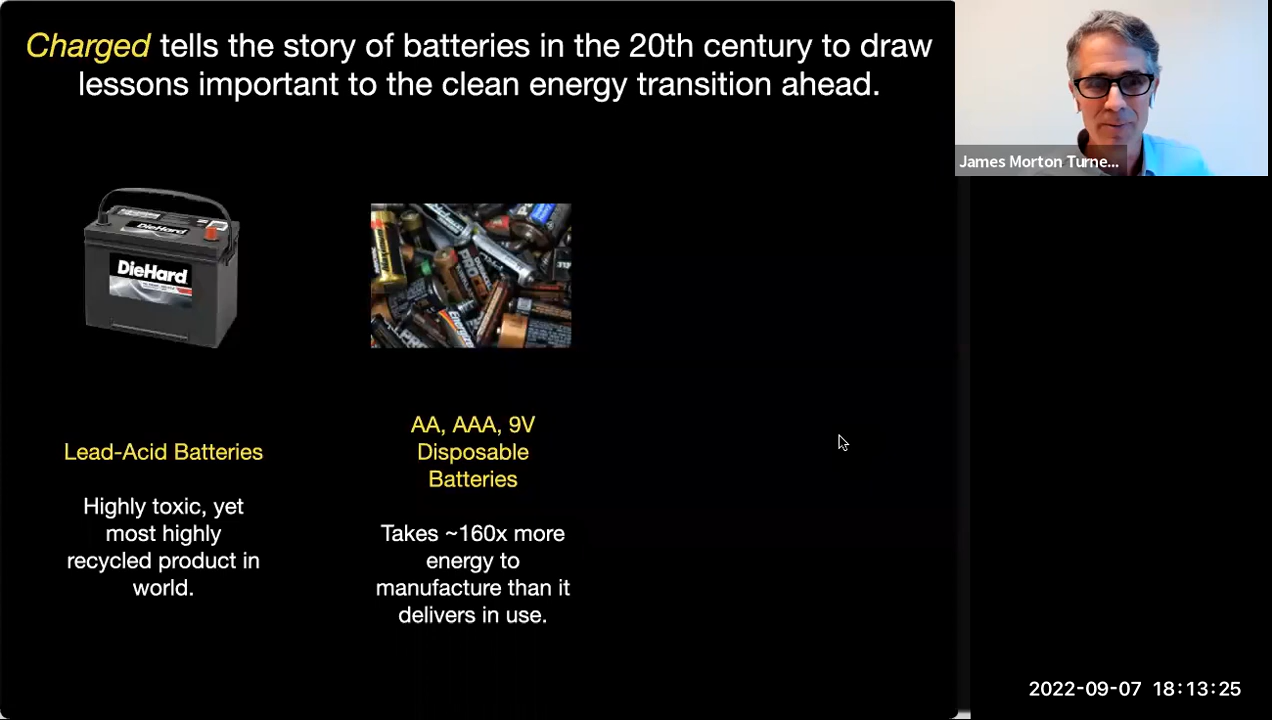 Charged tells the story of batteries in the 20th century to draw
lessons important to the clean energy transition ahead.
James Morton Turne...
DieHard
DieHard
Lead-Acid Batteries
Highly toxic, yet
most highly
recycled product in
world.
AA, AAA, 9V
Disposable
Batteries
Takes ~160x more
energy to
manufacture than it
delivers in use.
2022-09-07 18:13:25